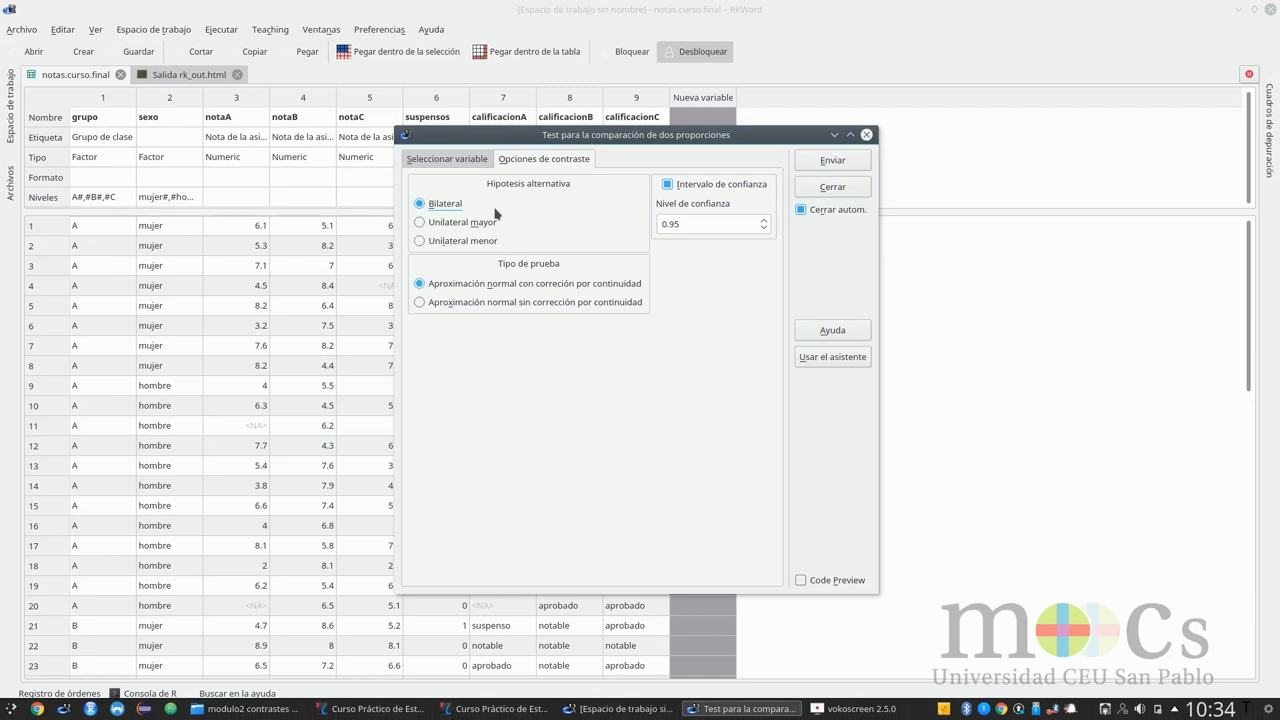 [Espacio de trabajo sin nombre] - notas.curso.final – RKWard
Archivo Editar Ver Espacio de trabajo Ejecutar Teaching Ventanas Preferencias Ayuda
Abrir Crear Guardar Cortar Copiar Pegar Pegar dentro de la selección Pegar dentro de la tabla Bloquear Desbloquear
Espacio de trabajo
Archivos
Cuadros de depuración
notas.curso.final Salida rk_out.html
1 2 3 4 5 6 7 8 9 Nueva variable
Nombre grupo sexo notaA notaB notaC suspensos calificacionA calificacionB calificacionC
Etiqueta Grupo de clase Nota de la asi... Nota de la asi... Nota de la asi
Tipo Factor Factor Numeric Numeric Numeric
Formato
Niveles A#,#B#,#C mujer#,#ho...
1 A mujer 6.1 5.1 6
2 A mujer 5.3 8.2 3
3 A mujer 7.1 7 6
4 A mujer 4.5 8.4 <NA
5 A mujer 8.2 6.4 8
6 A mujer 3.2 7.5 3
7 A mujer 7.6 8.2 7
8 A mujer 8.2 4.4 7
9 A hombre 4 5.5
10 A hombre 6.3 4.5 5
11 A hombre <NA> 6.2
12 A hombre 7.7 4.3 6
13 A hombre 5.4 7.6 3
14 A hombre 3.8 7.9 4
15 A hombre 6.6 7.4 5
16 A hombre 4 6.8
17 A hombre 8.1 5.8 7
18 A hombre 2 8.1 2
19 A hombre 6.2 5.4 6
20 A hombre <NA> 6.5 5.1 0 <NA> aprobado aprobado
21 B mujer 4.7 8.6 5.2 1 suspenso notable aprobado
22 B mujer 8.9 8 8.1 0 notable notable notable
23 B mujer 6.5 7.2 6.6 0 aprobado notable aprobado
Test para la comparación de dos proporciones
Seleccionar variable Opciones de contraste
Hipotesis alternativa
Bilateral
Unilateral mayor
Unilateral menor
Tipo de prueba
Aproximación normal con correción por continuidad
Aproximación normal sin corrección por continuidad
Intervalo de confianza
Nivel de confianza
0.95
Enviar
Cerrar
Cerrar autom.
Ayuda
Usar el asistente
Code Preview
mocs
Universidad CEU San Pablo
Registro de órdenes Consola de R Buscar en la ayuda
modulo2 contrastes ... Curso Práctico de Est... Curso Práctico de Est... [Espacio de trabajo si... Test para la compara... vokoscreen 2.5.0 10:34 T